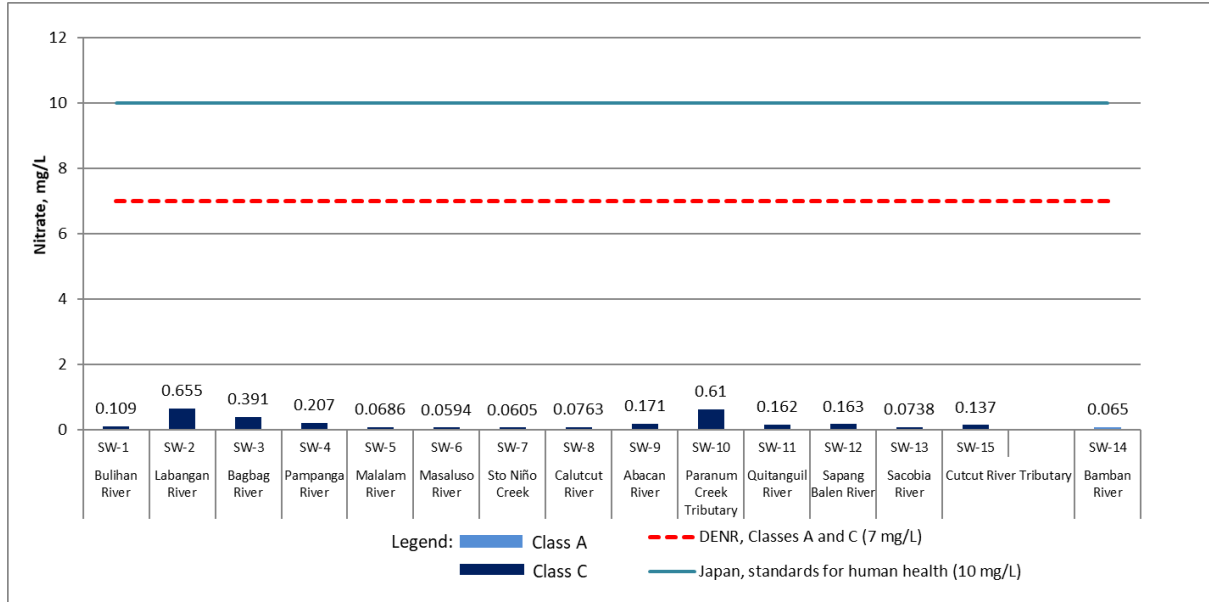 Nitrate, mg/L
12
10
8
6
4
2
0
0.109
0.655
0.391
0.207
0.0686
0.0594
0.0605
0.0763
0.171
0.61
0.162
0.163
0.0738
0.137
0.065
SW-1 SW-2 SW-3 SW-4 SW-5 SW-6 SW-7 SW-8 SW-9 SW-10 SW-11 SW-12 SW-13 SW-15 SW-14
Bulihan
River
Labangan
River
Bagbag
River
Pampanga
River
Malalam
River
Masaluso
River
Sto Niño
Creek
Calutcut
River
Abacan
River
Paranum
Creek
Tributary
Quitanguil
River
Sapang
Balen River
Sacobia
River
Cutcut River Tributary
Bamban
River
Legend:
Class A
DENR, Classes A and C (7 mg/L)
Class C
Japan, standards for human health (10 mg/L)